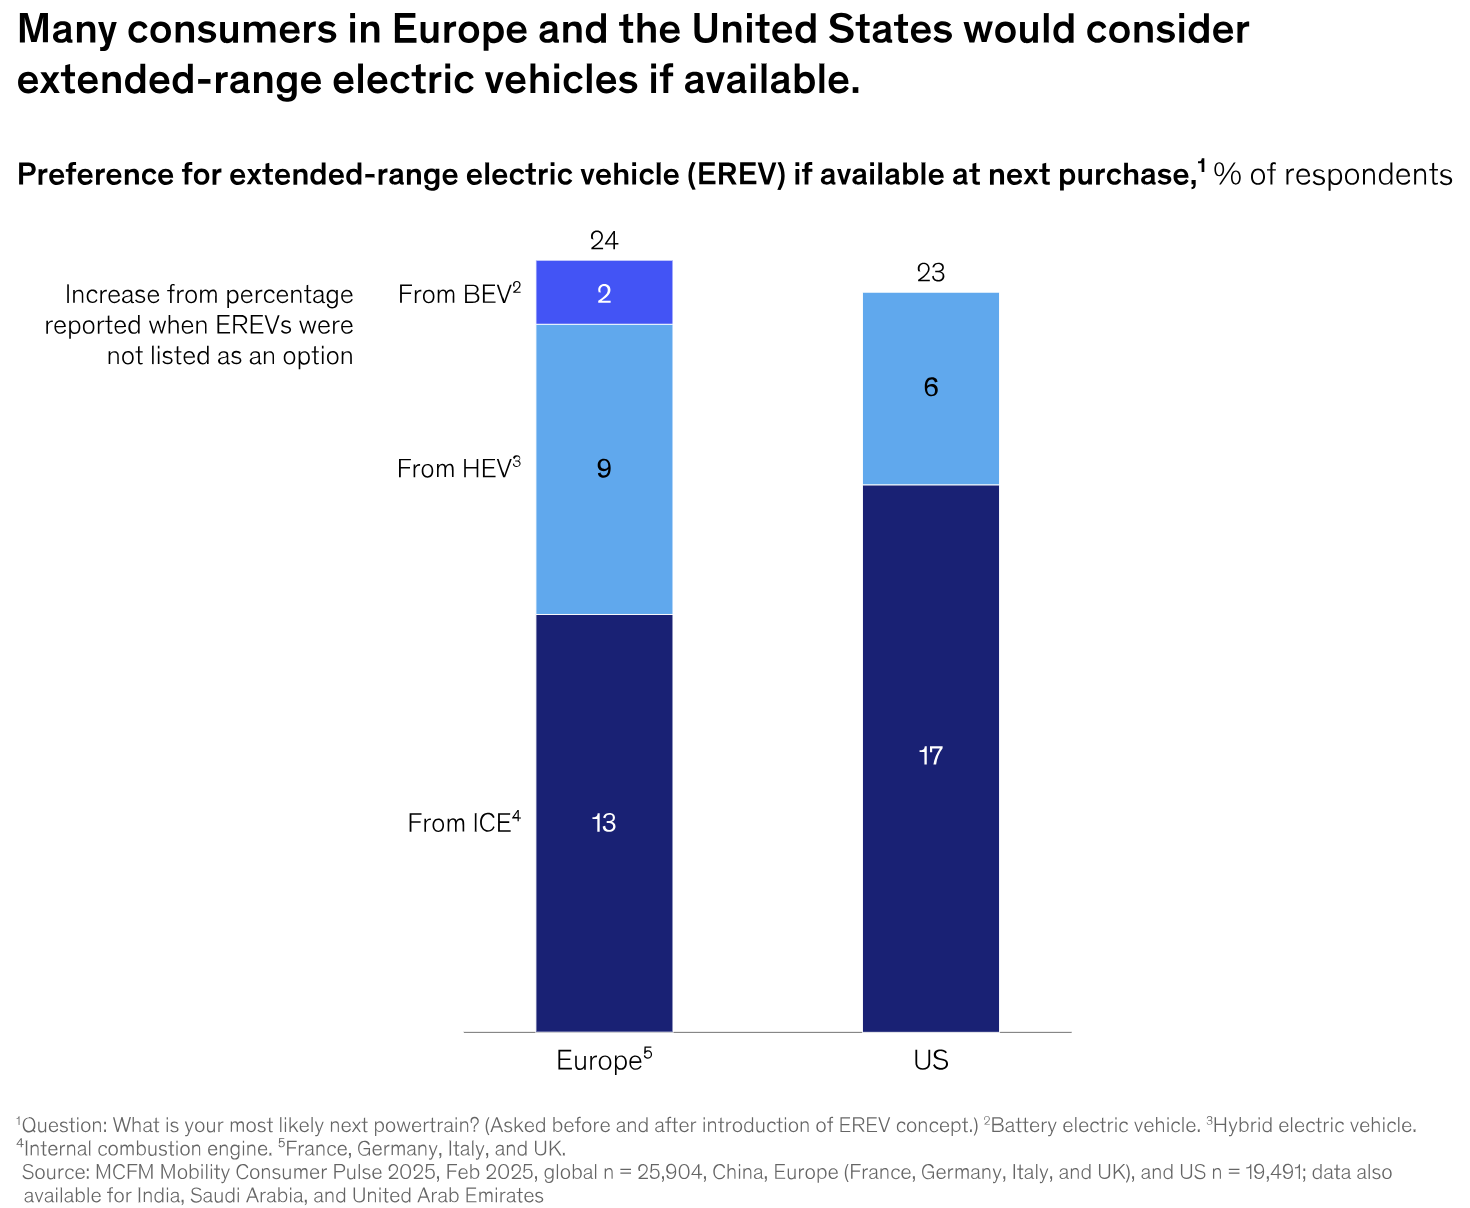 Many consumers in Europe and the United States would consider
extended-range electric vehicles if available.
Preference for extended-range electric vehicle (EREV) if available at next purchase,¹ % of respondents
Increase from percentage
reported when EREVs were
not listed as an option
24
From BEV²
2
From HEV³
9
From ICE⁴
13
Europe⁵
23
6
17
US
¹Question: What is your most likely next powertrain? (Asked before and after introduction of EREV concept.) ²Battery electric vehicle. ³Hybrid electric vehicle.
⁴Internal combustion engine. ⁵France, Germany, Italy, and UK.
Source: MCFM Mobility Consumer Pulse 2025, Feb 2025, global n = 25,904, China, Europe (France, Germany, Italy, and UK), and US n = 19,491; data also
available for India, Saudi Arabia, and United Arab Emirates